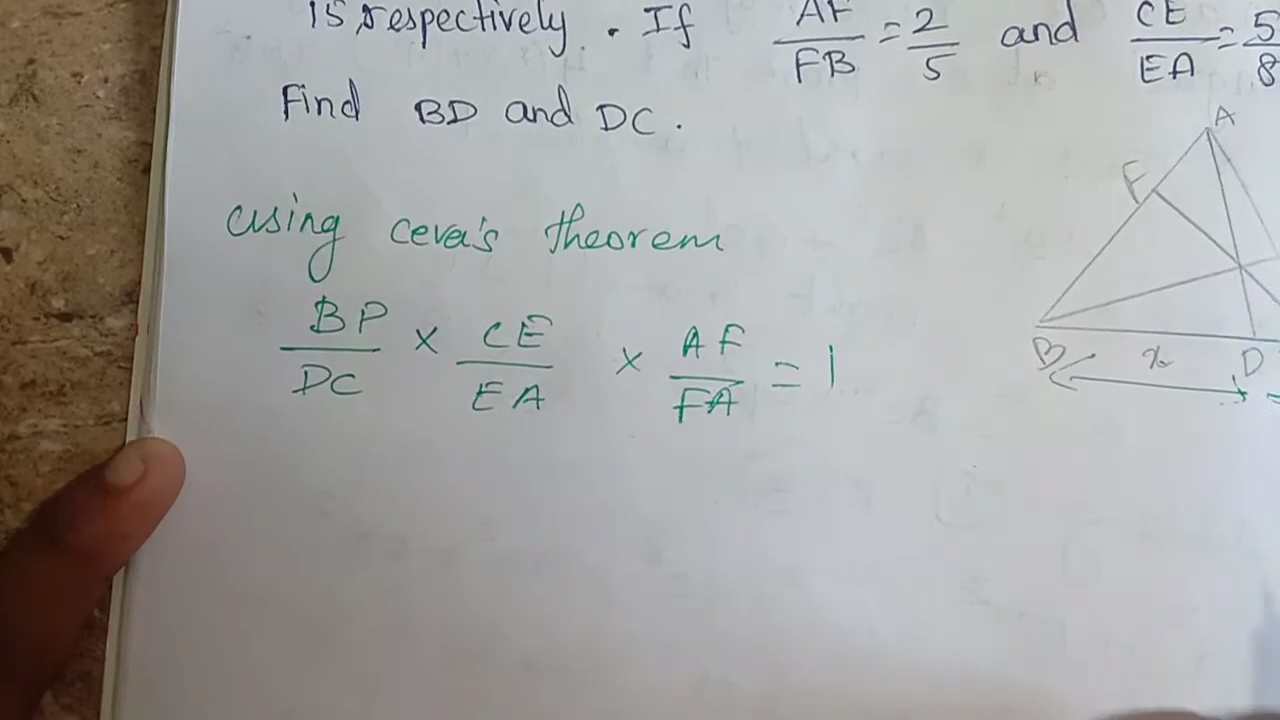 is respectively. If AF/FB = 2/5 and CE/EA = 5/8
Find BD and DC.
A
F
using ceva's theorem
BP/DC × CE/EA × AF/FA = 1
B x D